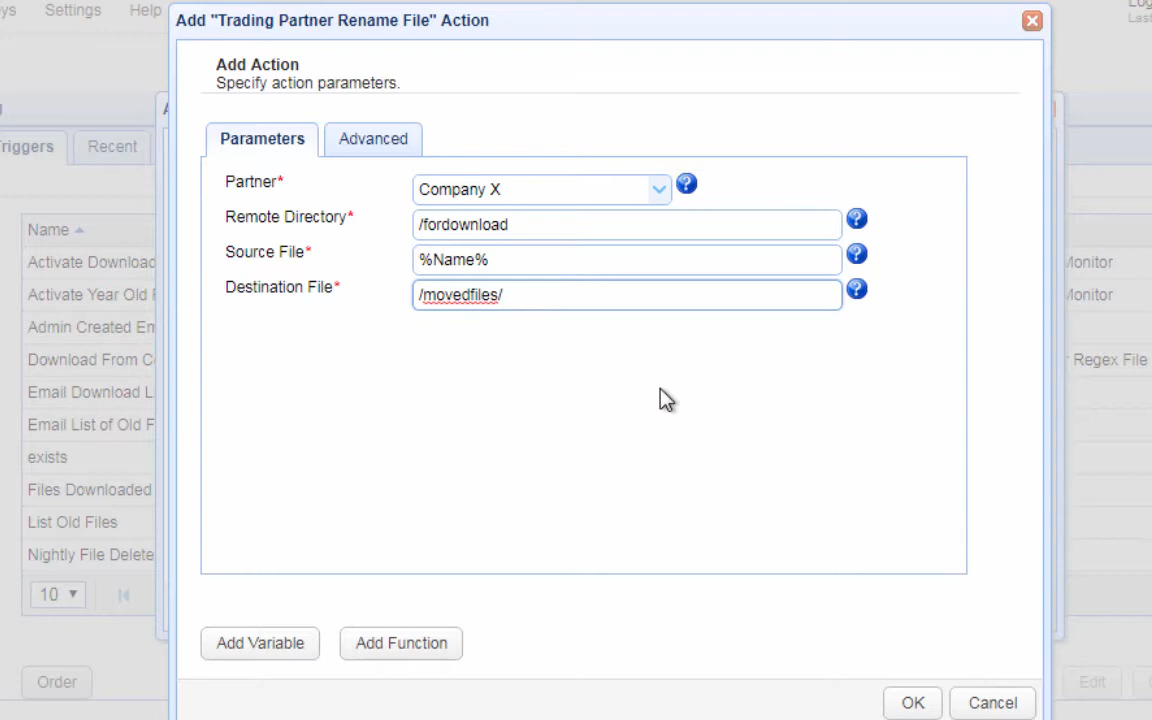 Settings Help
Add "Trading Partner Rename File" Action
Add Action
Specify action parameters.
Parameters Advanced
Recent
Partner* Company X
Remote Directory* /fordownload
Source File* %Name%
Destination File* /movedfiles/
Name
Activate Download
Activate Year Old
Admin Created
Download From
Email Download
Email List of Old
exists
Files Downloaded
List Old Files
Nightly File Delete
Monitor
Monitor
Regex File
10
Add Variable Add Function
Order
Edit
OK Cancel